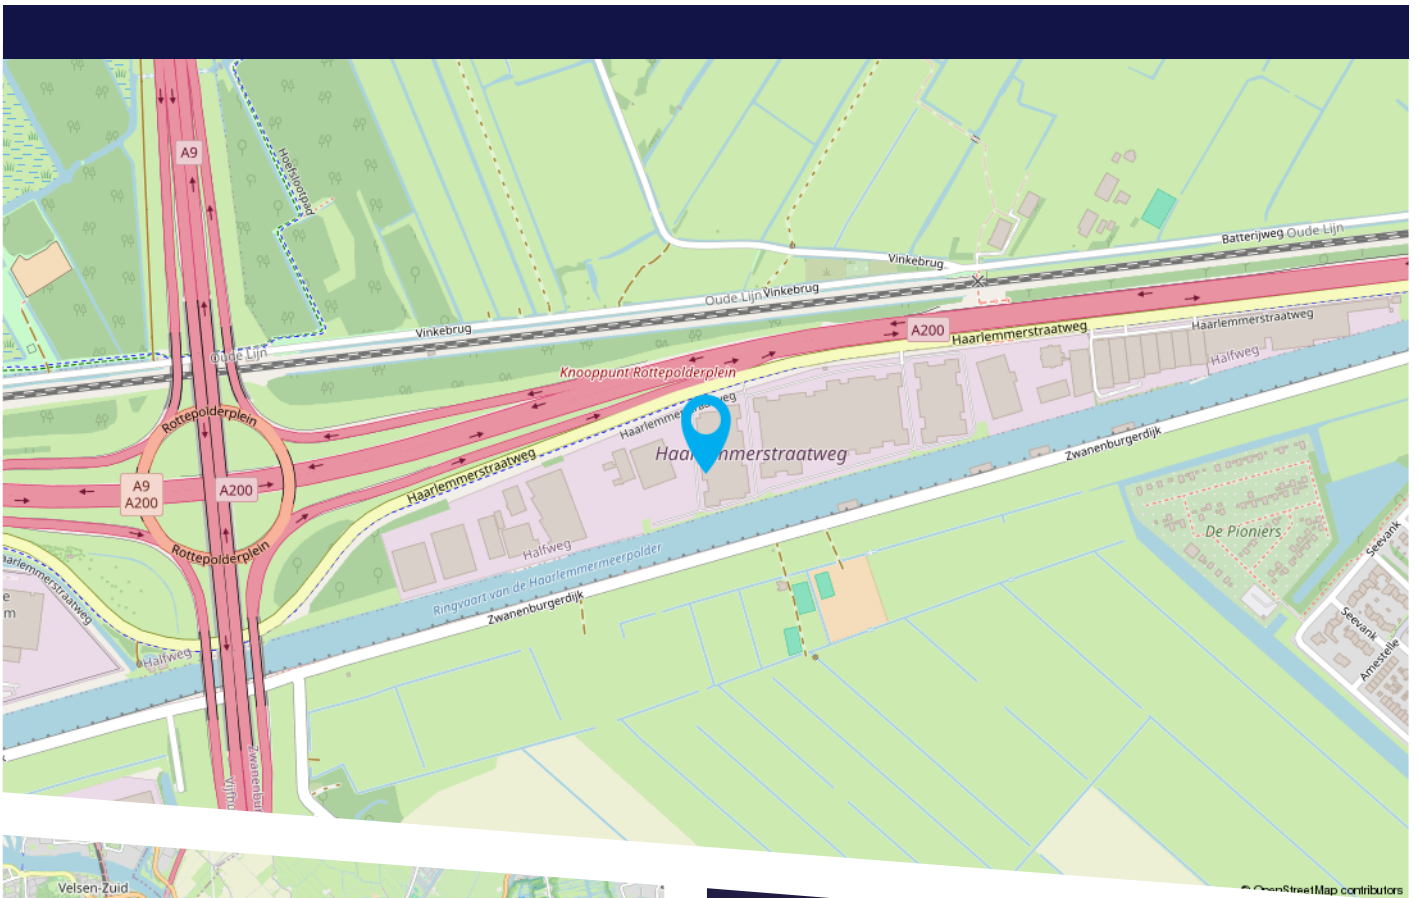 A9
Hoefslootpad
Batterijweg
Oude Lijn
Vinkebrug
Oude Lijn
Vinkebrug
Vinkebrug
Oude Lijn
A200
Haarlemmerstraatweg
Haarlemmerstraatweg
Halfweg
Knooppunt Rottepolderplein
Rottepolderplein
Haarlemmerstraatweg
A9
A200
A200
Haarlemmerstraatweg
Zwanenburgerdijk
Rottepolderplein
Halfweg
De Pioniers
Seevank
Ringvaart van de Haarlemmermeerpolder
Zwanenburgerdijk
Seevank
Amestelle
Halfweg
Velsen-Zuid
© OpenStreetMap contributors